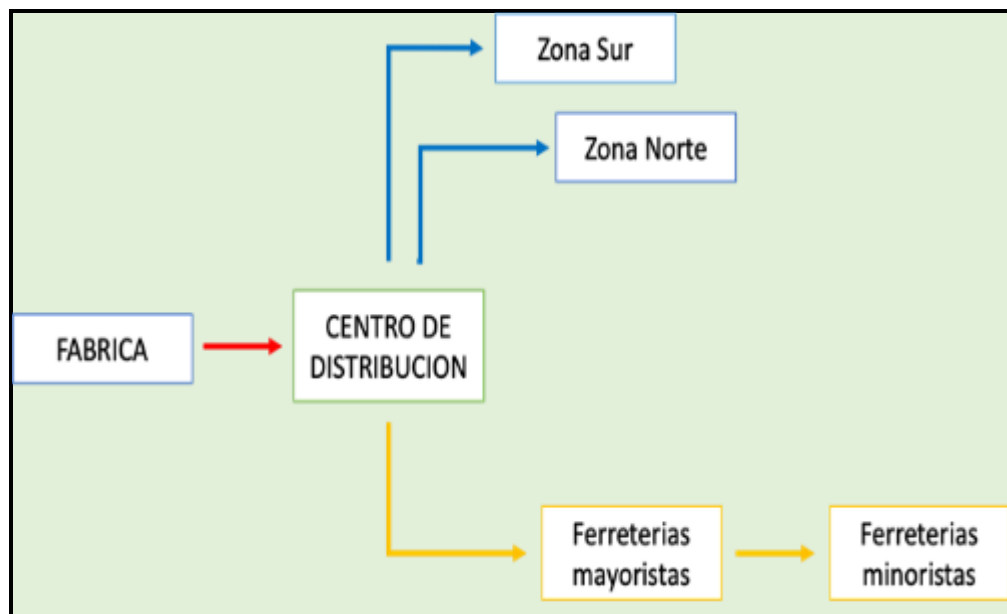 Zona Sur
Zona Norte
FABRICA
CENTRO DE
DISTRIBUCION
Ferreterias
mayoristas
Ferreterias
minoristas